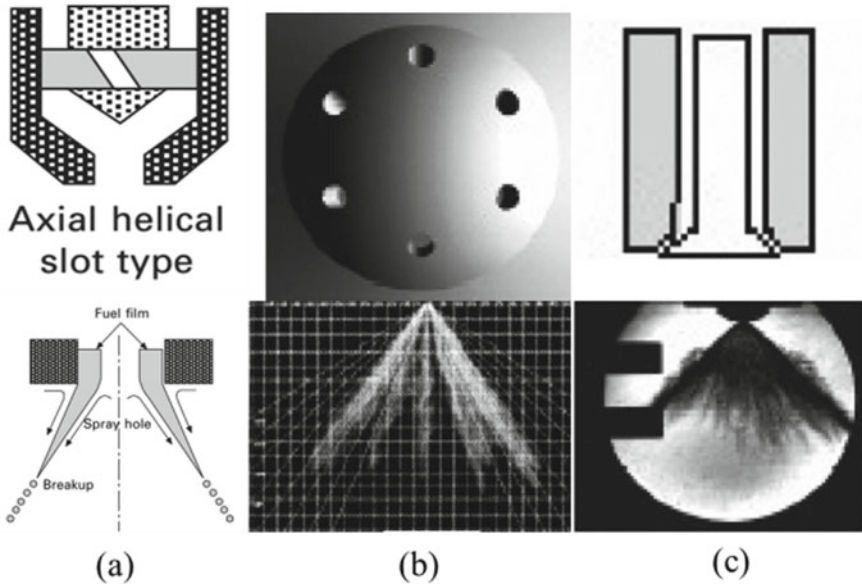 Axial helical
slot type
Fuel film
Spray hole
Breakup
(a)
(b)
(c)